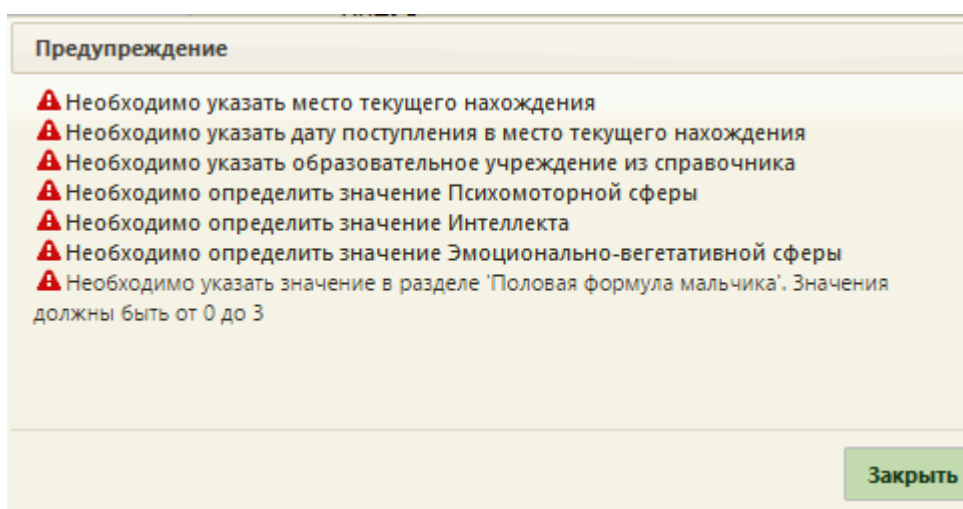 Предупреждение
Необходимо указать место текущего нахождения
Необходимо указать дату поступления в место текущего нахождения
Необходимо указать образовательное учреждение из справочника
Необходимо определить значение Психомоторной сферы
Необходимо определить значение Интеллекта
Необходимо определить значение Эмоционально-вегетативной сферы
Необходимо указать значение в разделе 'Половая формула мальчика'. Значения
должны быть от 0 до 3
Закрыть